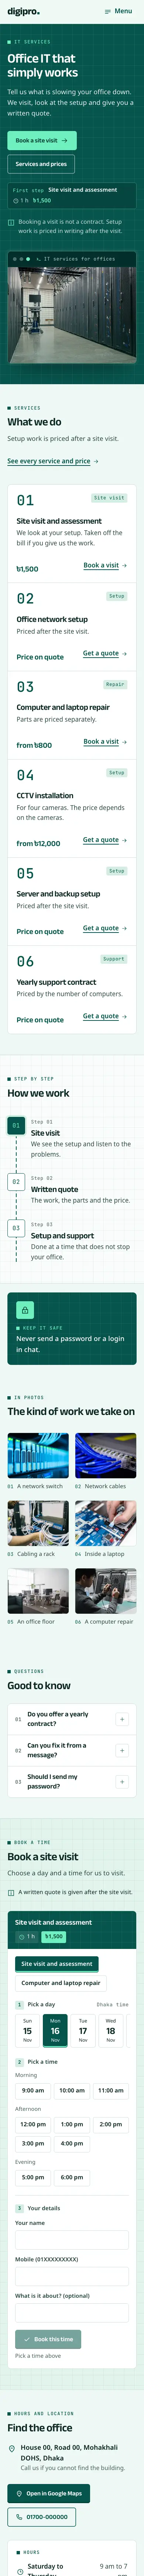 digipro.
Menu
IT SERVICES
Office IT that
simply works
Tell us what is slowing your office down.
We visit, look at the setup and give you a
written quote.
Book a site visit
Services and prices
First step Site visit and assessment
1 h ৳1,500
Booking a visit is not a contract. Setup
work is priced in writing after the visit.
IT services for offices
SERVICES
What we do
Setup work is priced after a site visit.
See every service and price
01
Site visit
Site visit and assessment
We look at your setup. Taken off the
bill if you give us the work.
৳1,500
Book a visit
02
Setup
Office network setup
Priced after the site visit.
Price on quote
Get a quote
03
Repair
Computer and laptop repair
Parts are priced separately.
from ৳800
Book a visit
04
Setup
CCTV installation
For four cameras. The price depends
on the cameras.
from ৳12,000
Get a quote
05
Setup
Server and backup setup
Priced after the site visit.
Price on quote
Get a quote
06
Support
Yearly support contract
Priced by the number of computers.
Price on quote
Get a quote
STEP BY STEP
How we work
01
Step 01
Site visit
We see the setup and listen to the
problems.
02
Step 02
Written quote
The work, the parts and the price.
03
Step 03
Setup and support
Done at a time that does not stop
your office.
KEEP IT SAFE
Never send a password or a login
in chat.
IN PHOTOS
The kind of work we take on
01 A network switch
02 Network cables
03 Cabling a rack
04 Inside a laptop
05 An office floor
06 A computer repair
QUESTIONS
Good to know
01
Do you offer a yearly
contract?
02
Can you fix it from a
message?
03
Should I send my
password?
BOOK A TIME
Book a site visit
Choose a day and a time for us to visit.
A written quote is given after the site visit.
Site visit and assessment
1 h ৳1,500
Site visit and assessment
Computer and laptop repair
1 Pick a day
Dhaka time
Sun Mon Tue Wed
15 16 17 18
Nov Nov Nov Nov
2 Pick a time
Morning
9:00 am 10:00 am 11:00 am
Afternoon
12:00 pm 1:00 pm 2:00 pm
3:00 pm 4:00 pm
Evening
5:00 pm 6:00 pm
3 Your details
Your name
Mobile (01XXXXXXXXX)
What is it about? (optional)
Book this time
Pick a time above
HOURS AND LOCATION
Find the office
House 00, Road 00, Mohakhali
DOHS, Dhaka
Call us if you cannot find the building.
Open in Google Maps
01700-000000
HOURS
Saturday to
9 am to 7